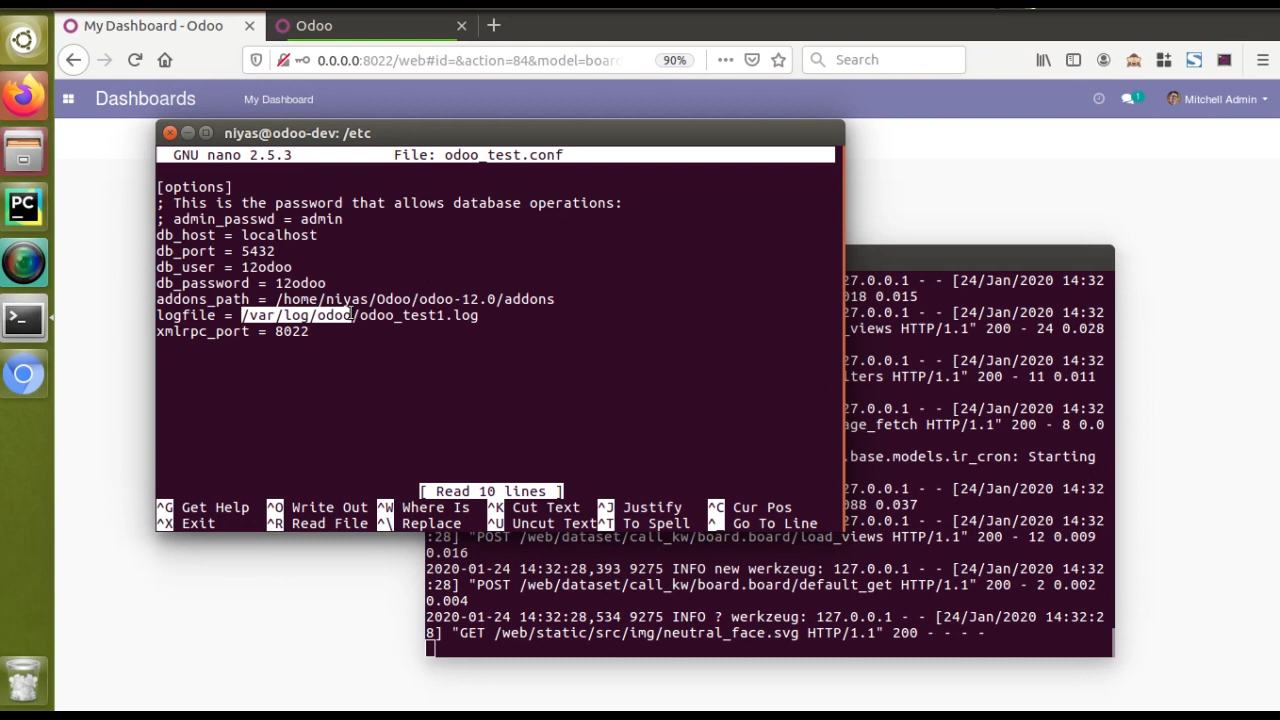 My Dashboard - Odoo
Odoo
0.0.0.0:8022/web#id=&action=84&model=boar
90%
Search
Dashboards
My Dashboard
1
Mitchell Admin
niyas@odoo-dev: /etc
GNU nano 2.5.3 File: odoo_test.conf
[options]
; This is the password that allows database operations:
; admin_passwd = admin
db_host = localhost
db_port = 5432
db_user = 12odoo
db_password = 12odoo
addons_path = /home/niyas/Odoo/odoo-12.0/addons
logfile = /var/log/odoo/odoo_test1.log
xmlrpc_port = 8022
[ Read 10 lines ]
^G Get Help ^O Write Out ^W Where Is ^K Cut Text ^J Justify ^C Cur Pos
^X Exit ^R Read File ^\ Replace ^U Uncut Text ^T To Spell ^_ Go To Line
27.0.0.1 - - [24/Jan/2020 14:32
018 0.015
27.0.0.1 - - [24/Jan/2020 14:32
_views HTTP/1.1" 200 - 24 0.028
27.0.0.1 - - [24/Jan/2020 14:32
lters HTTP/1.1" 200 - 11 0.011
27.0.0.1 - - [24/Jan/2020 14:32
age_fetch HTTP/1.1" 200 - 8 0.0
.base.models.ir_cron: Starting
27.0.0.1 - - [24/Jan/2020 14:32
088 0.037
27.0.0.1 - - [24/Jan/2020 14:32
:28] "POST /web/dataset/call_kw/board.board/load_views HTTP/1.1" 200 - 12 0.009
0.016
2020-01-24 14:32:28,393 9275 INFO new werkzeug: 127.0.0.1 - - [24/Jan/2020 14:32
:28] "POST /web/dataset/call_kw/board.board/default_get HTTP/1.1" 200 - 2 0.002
0.004
2020-01-24 14:32:28,534 9275 INFO ? werkzeug: 127.0.0.1 - - [24/Jan/2020 14:32:2
8] "GET /web/static/src/img/neutral_face.svg HTTP/1.1" 200 - - - -
PC
>_
S